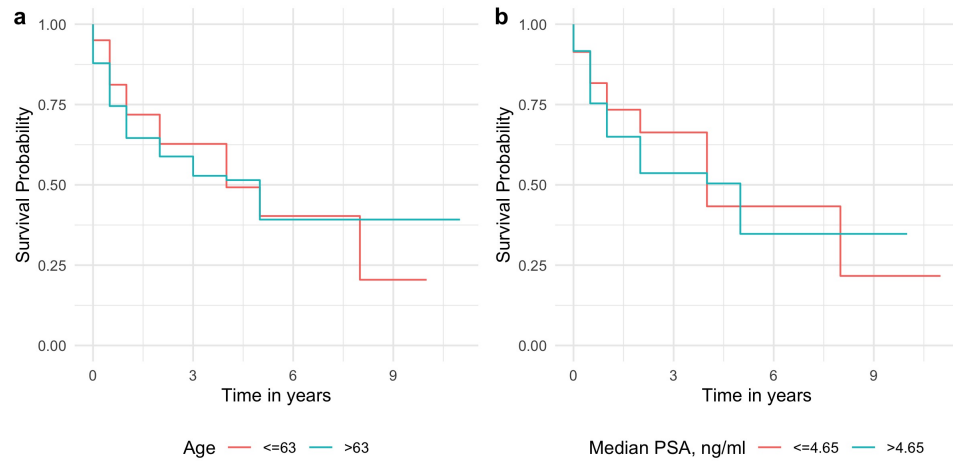 a
1.00
0.75
0.50
0.25
0.00
Survival Probability
0 3 6 9
Time in years
Age <=63 >63
b
1.00
0.75
0.50
0.25
0.00
Survival Probability
0 3 6 9
Time in years
Median PSA, ng/ml <=4.65 >4.65